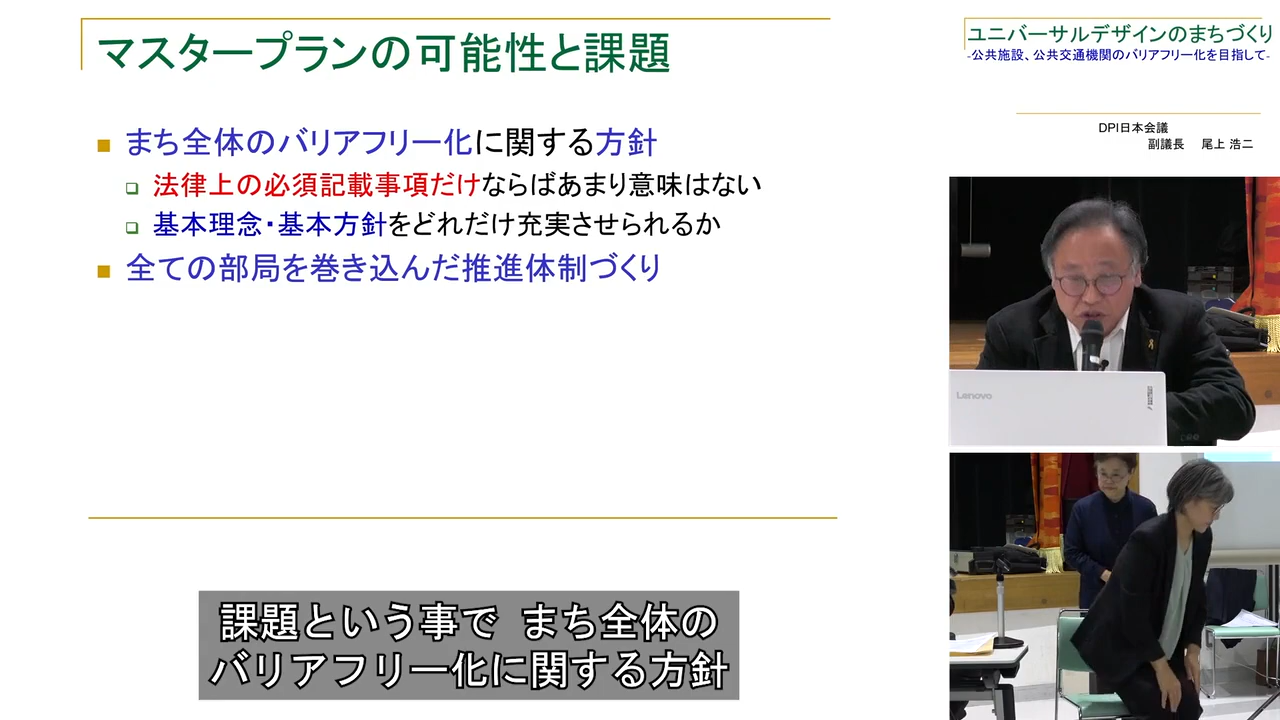 マスタープランの可能性と課題
まち全体のバリアフリー化に関する方針
法律上の必須記載事項だけならばあまり意味はない
基本理念・基本方針をどれだけ充実させられるか
全ての部局を巻き込んだ推進体制づくり
課題という事で まち全体の
バリアフリー化に関する方針
ユニバーサルデザインのまちづくり
-公共施設、公共交通機関のバリアフリー化を目指して-
DPI日本会議
副議長 尾上 浩二
Lenovo